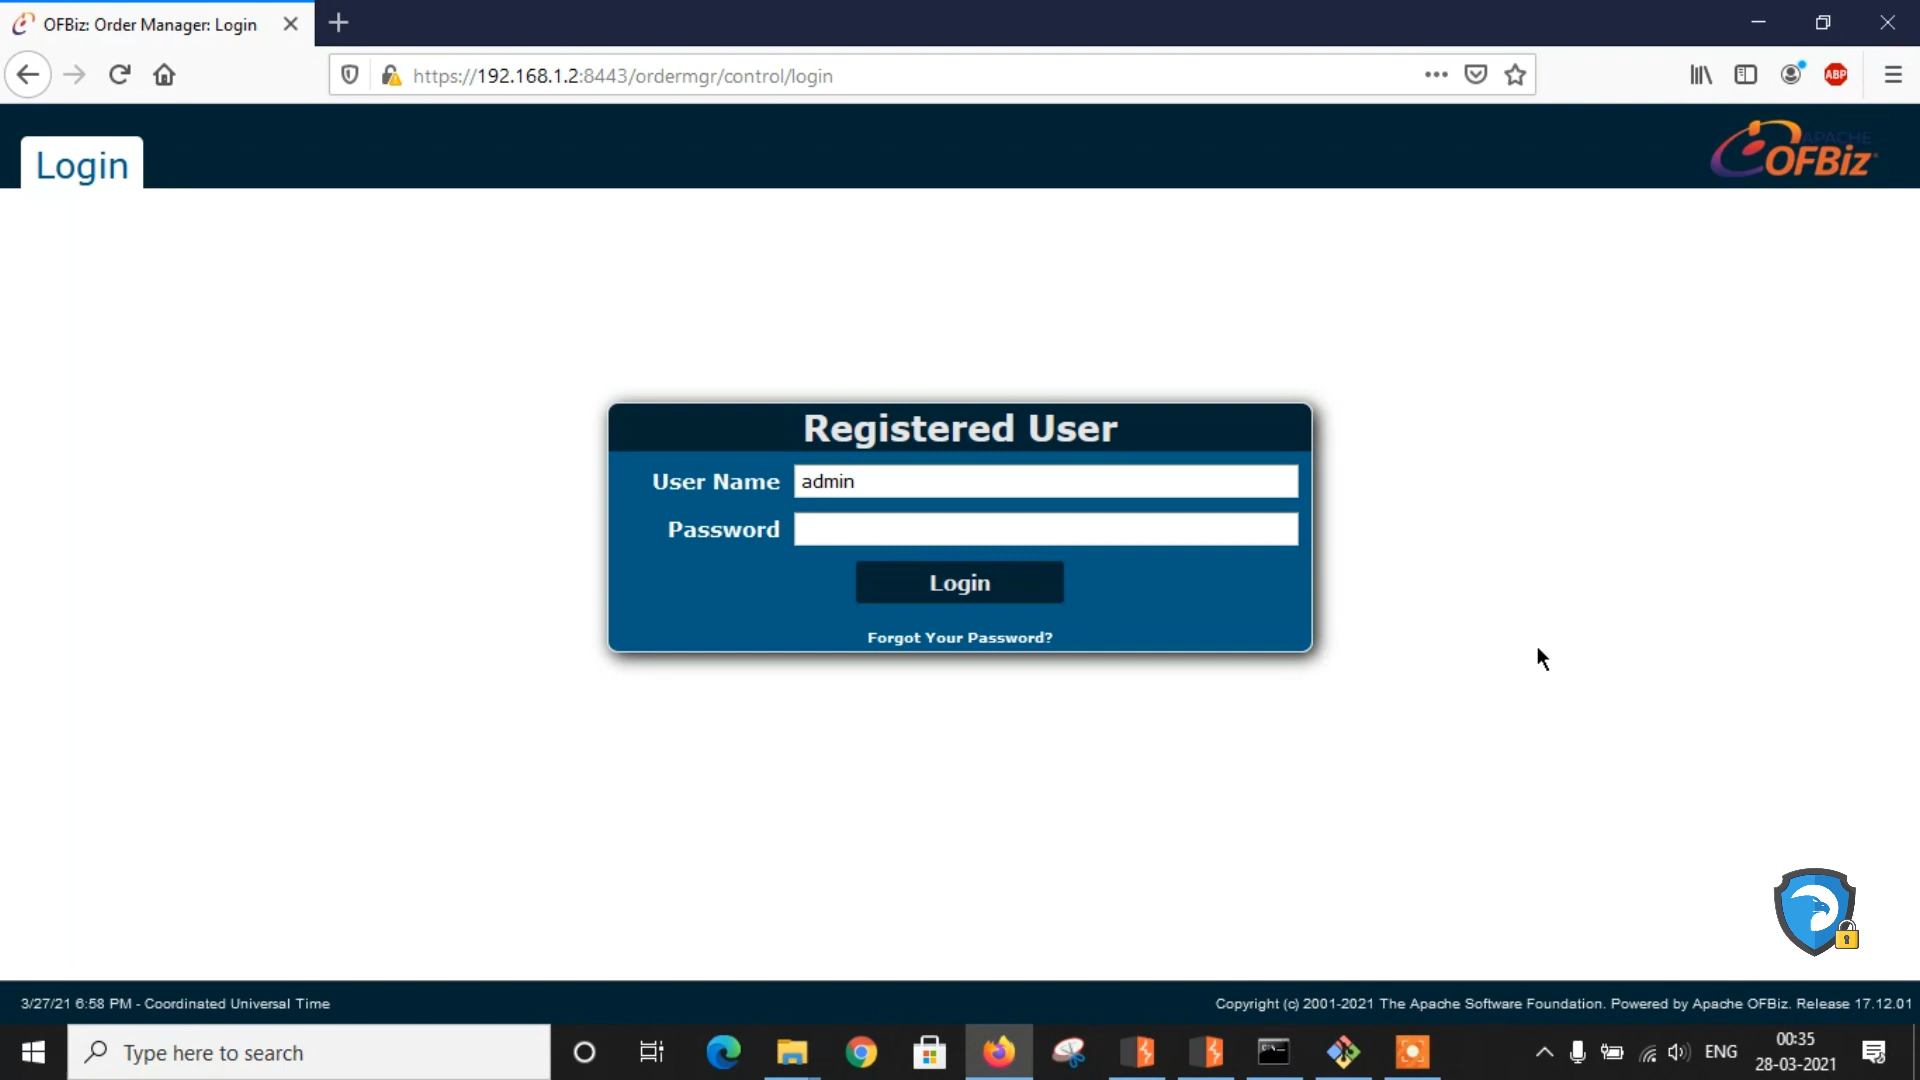 OFBiz: Order Manager: Login
https://192.168.1.2:8443/ordermgr/control/login
ABP
Login
APACHE
OFBiz
Registered User
User Name admin
Password
Login
Forgot Your Password?
3/27/21 6:58 PM - Coordinated Universal Time
Copyright (c) 2001-2021 The Apache Software Foundation. Powered by Apache OFBiz. Release 17.12.01
Type here to search
ENG
00:35
28-03-2021